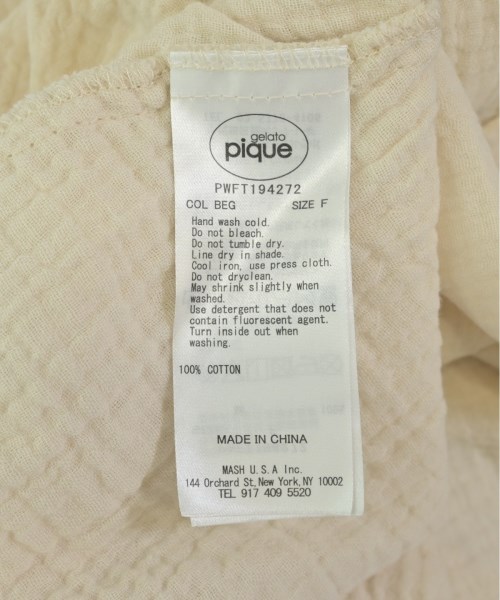 gelato
pique
PWFT194272
COL BEG SIZE F
Hand wash cold.
Do not bleach.
Do not tumble dry.
Line dry in shade.
Cool iron, use press cloth.
Do not dryclean.
May shrink slightly when
washed.
Use detergent that does not
contain fluorescent agent.
Turn inside out when
washing.
100% COTTON
MADE IN CHINA
MASH U.S.A Inc.
144 Orchard St, New York, NY 10002
TEL 917 409 5520